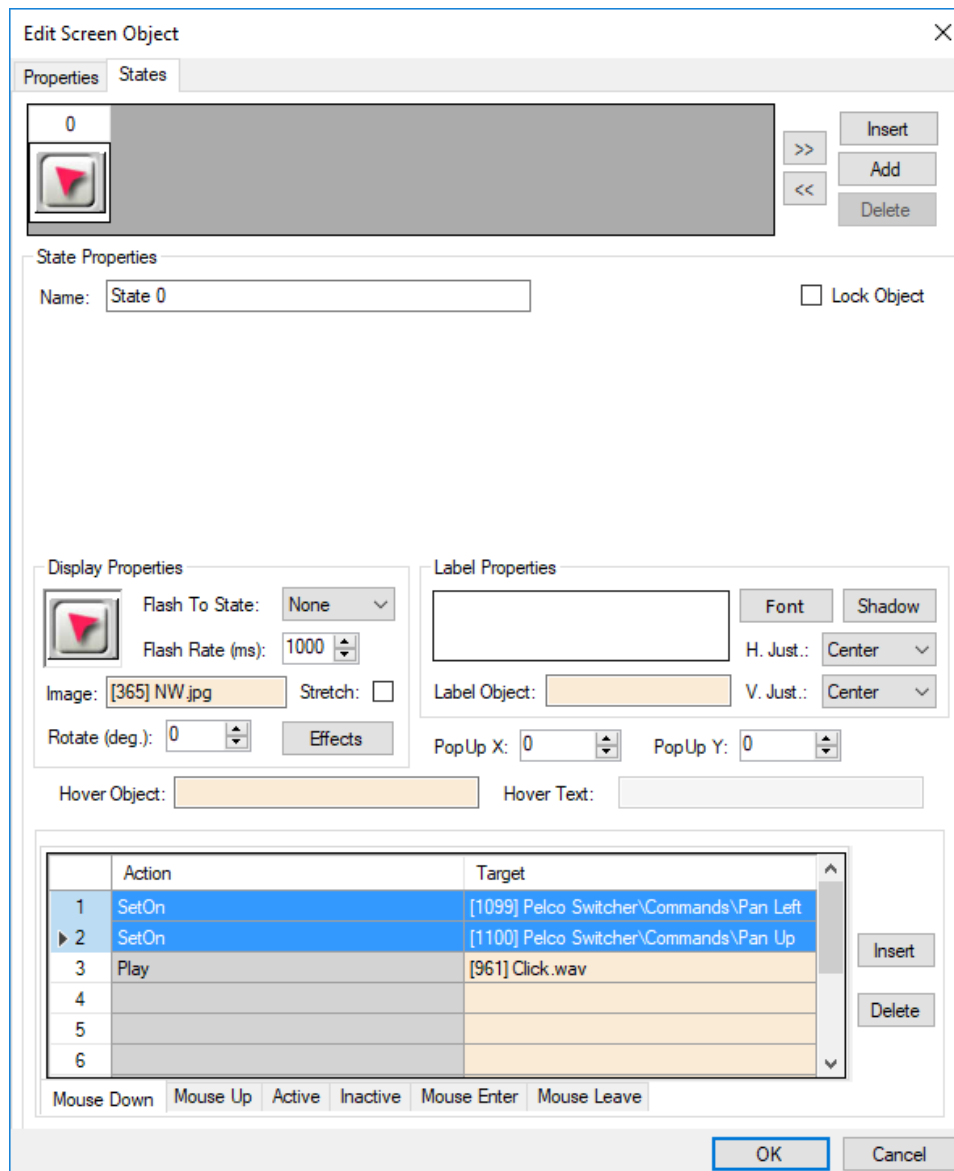 Edit Screen Object
Properties States
0
>> Insert
Add
<< Delete
State Properties
Name: State 0 Lock Object
Display Properties
Flash To State: None
Flash Rate (ms): 1000
Image: [365] NW.jpg Stretch:
Rotate (deg.): 0 Effects
Label Properties
Font Shadow
H. Just.: Center
Label Object: V. Just.: Center
PopUp X: 0 PopUp Y: 0
Hover Object: Hover Text:
Action Target
1 SetOn [1099] Pelco Switcher\Commands\Pan Left
2 SetOn [1100] Pelco Switcher\Commands\Pan Up
3 Play [961] Click.wav
4
5
6
Insert
Delete
Mouse Down Mouse Up Active Inactive Mouse Enter Mouse Leave
OK Cancel